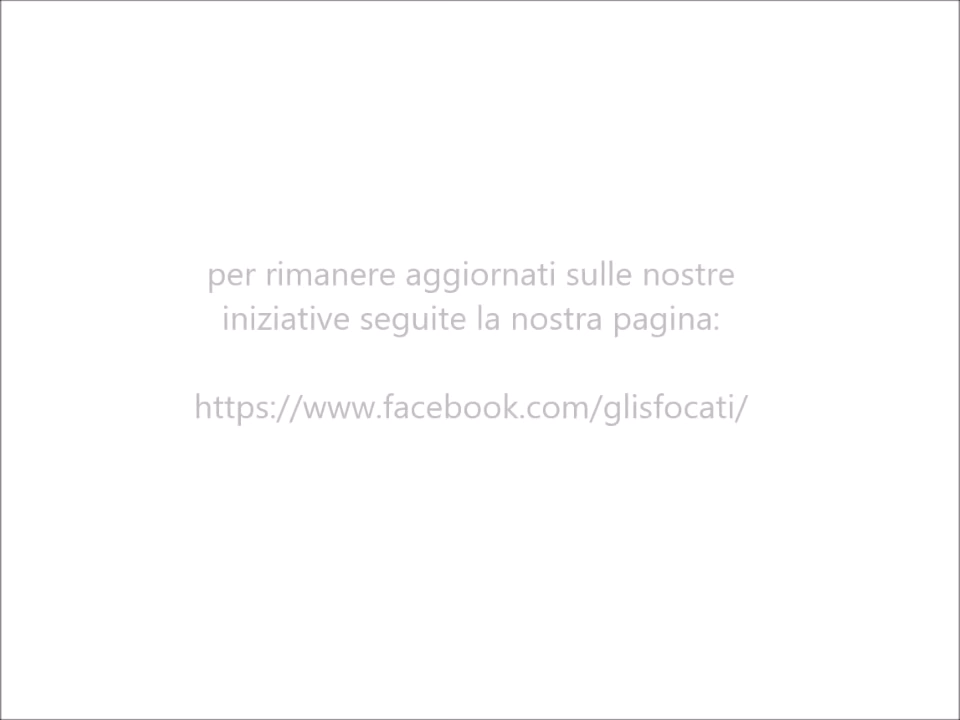 per rimanere aggiornati sulle nostre
iniziative seguite la nostra pagina:
https://www.facebook.com/glisfocati/